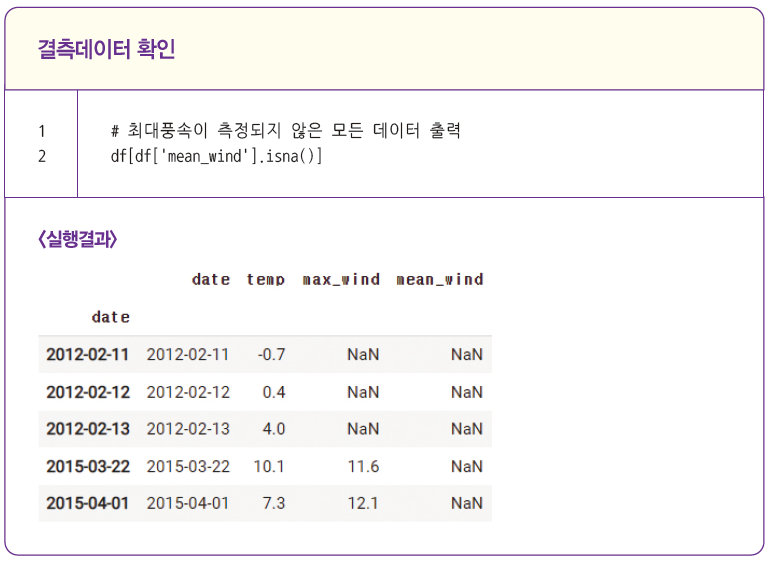 결측데이터 확인
1 # 최대풍속이 측정되지 않은 모든 데이터 출력
2 df[df['mean_wind'].isna()]
<실행결과>
date temp max_wind mean_wind
date
2012-02-11 2012-02-11 -0.7 NaN NaN
2012-02-12 2012-02-12 0.4 NaN NaN
2012-02-13 2012-02-13 4.0 NaN NaN
2015-03-22 2015-03-22 10.1 11.6 NaN
2015-04-01 2015-04-01 7.3 12.1 NaN